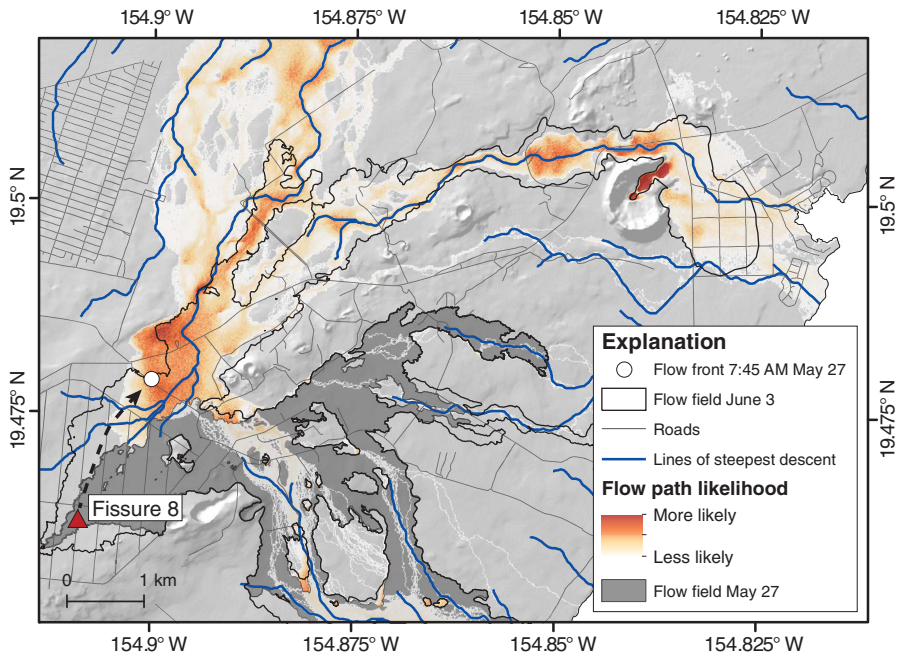 154.9° W
154.875° W
154.85° W
154.825° W
19.5° N
19.5° N
19.475° N
19.475° N
Fissure 8
0
1 km
Explanation
Flow front 7:45 AM May 27
Flow field June 3
Roads
Lines of steepest descent
Flow path likelihood
More likely
Less likely
Flow field May 27
154.9° W
154.875° W
154.85° W
154.825° W